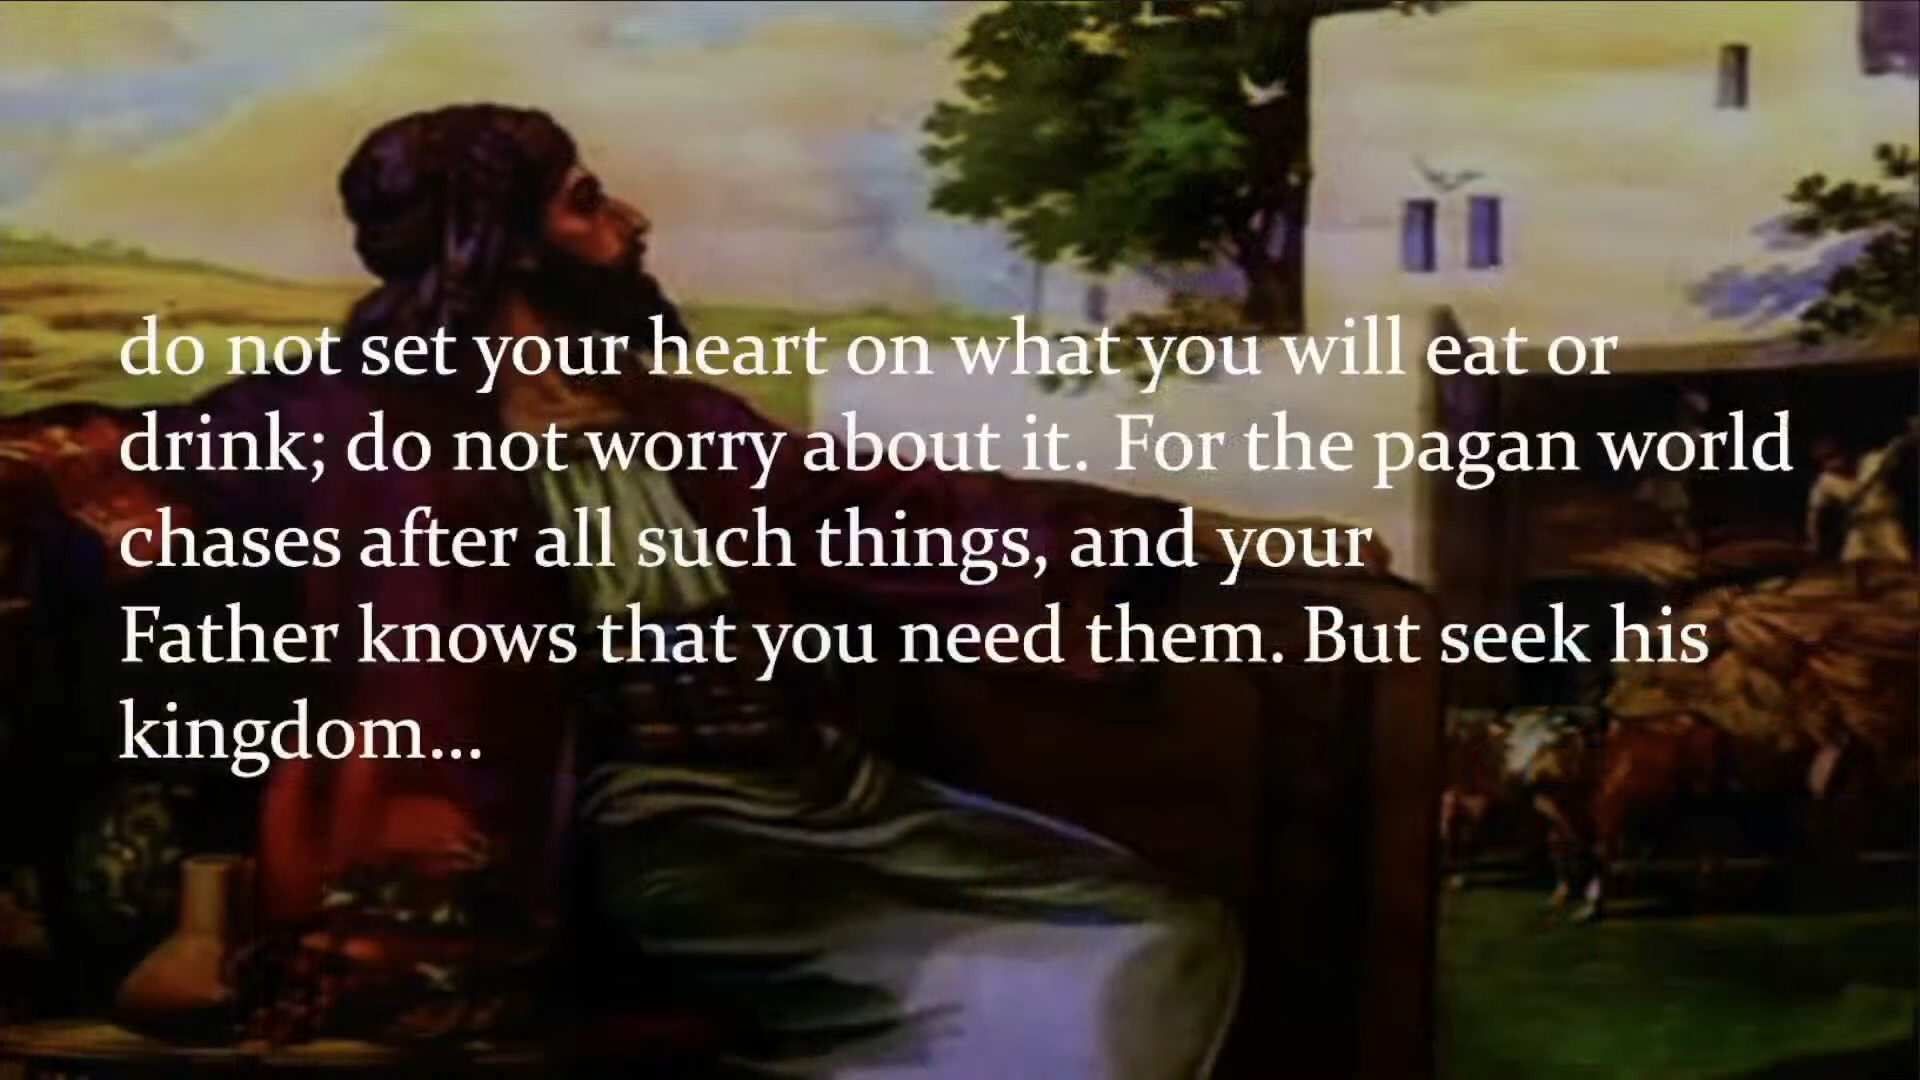 do not set your heart on what you will eat or
drink; do not worry about it. For the pagan world
chases after all such things, and your
Father knows that you need them. But seek his
kingdom...